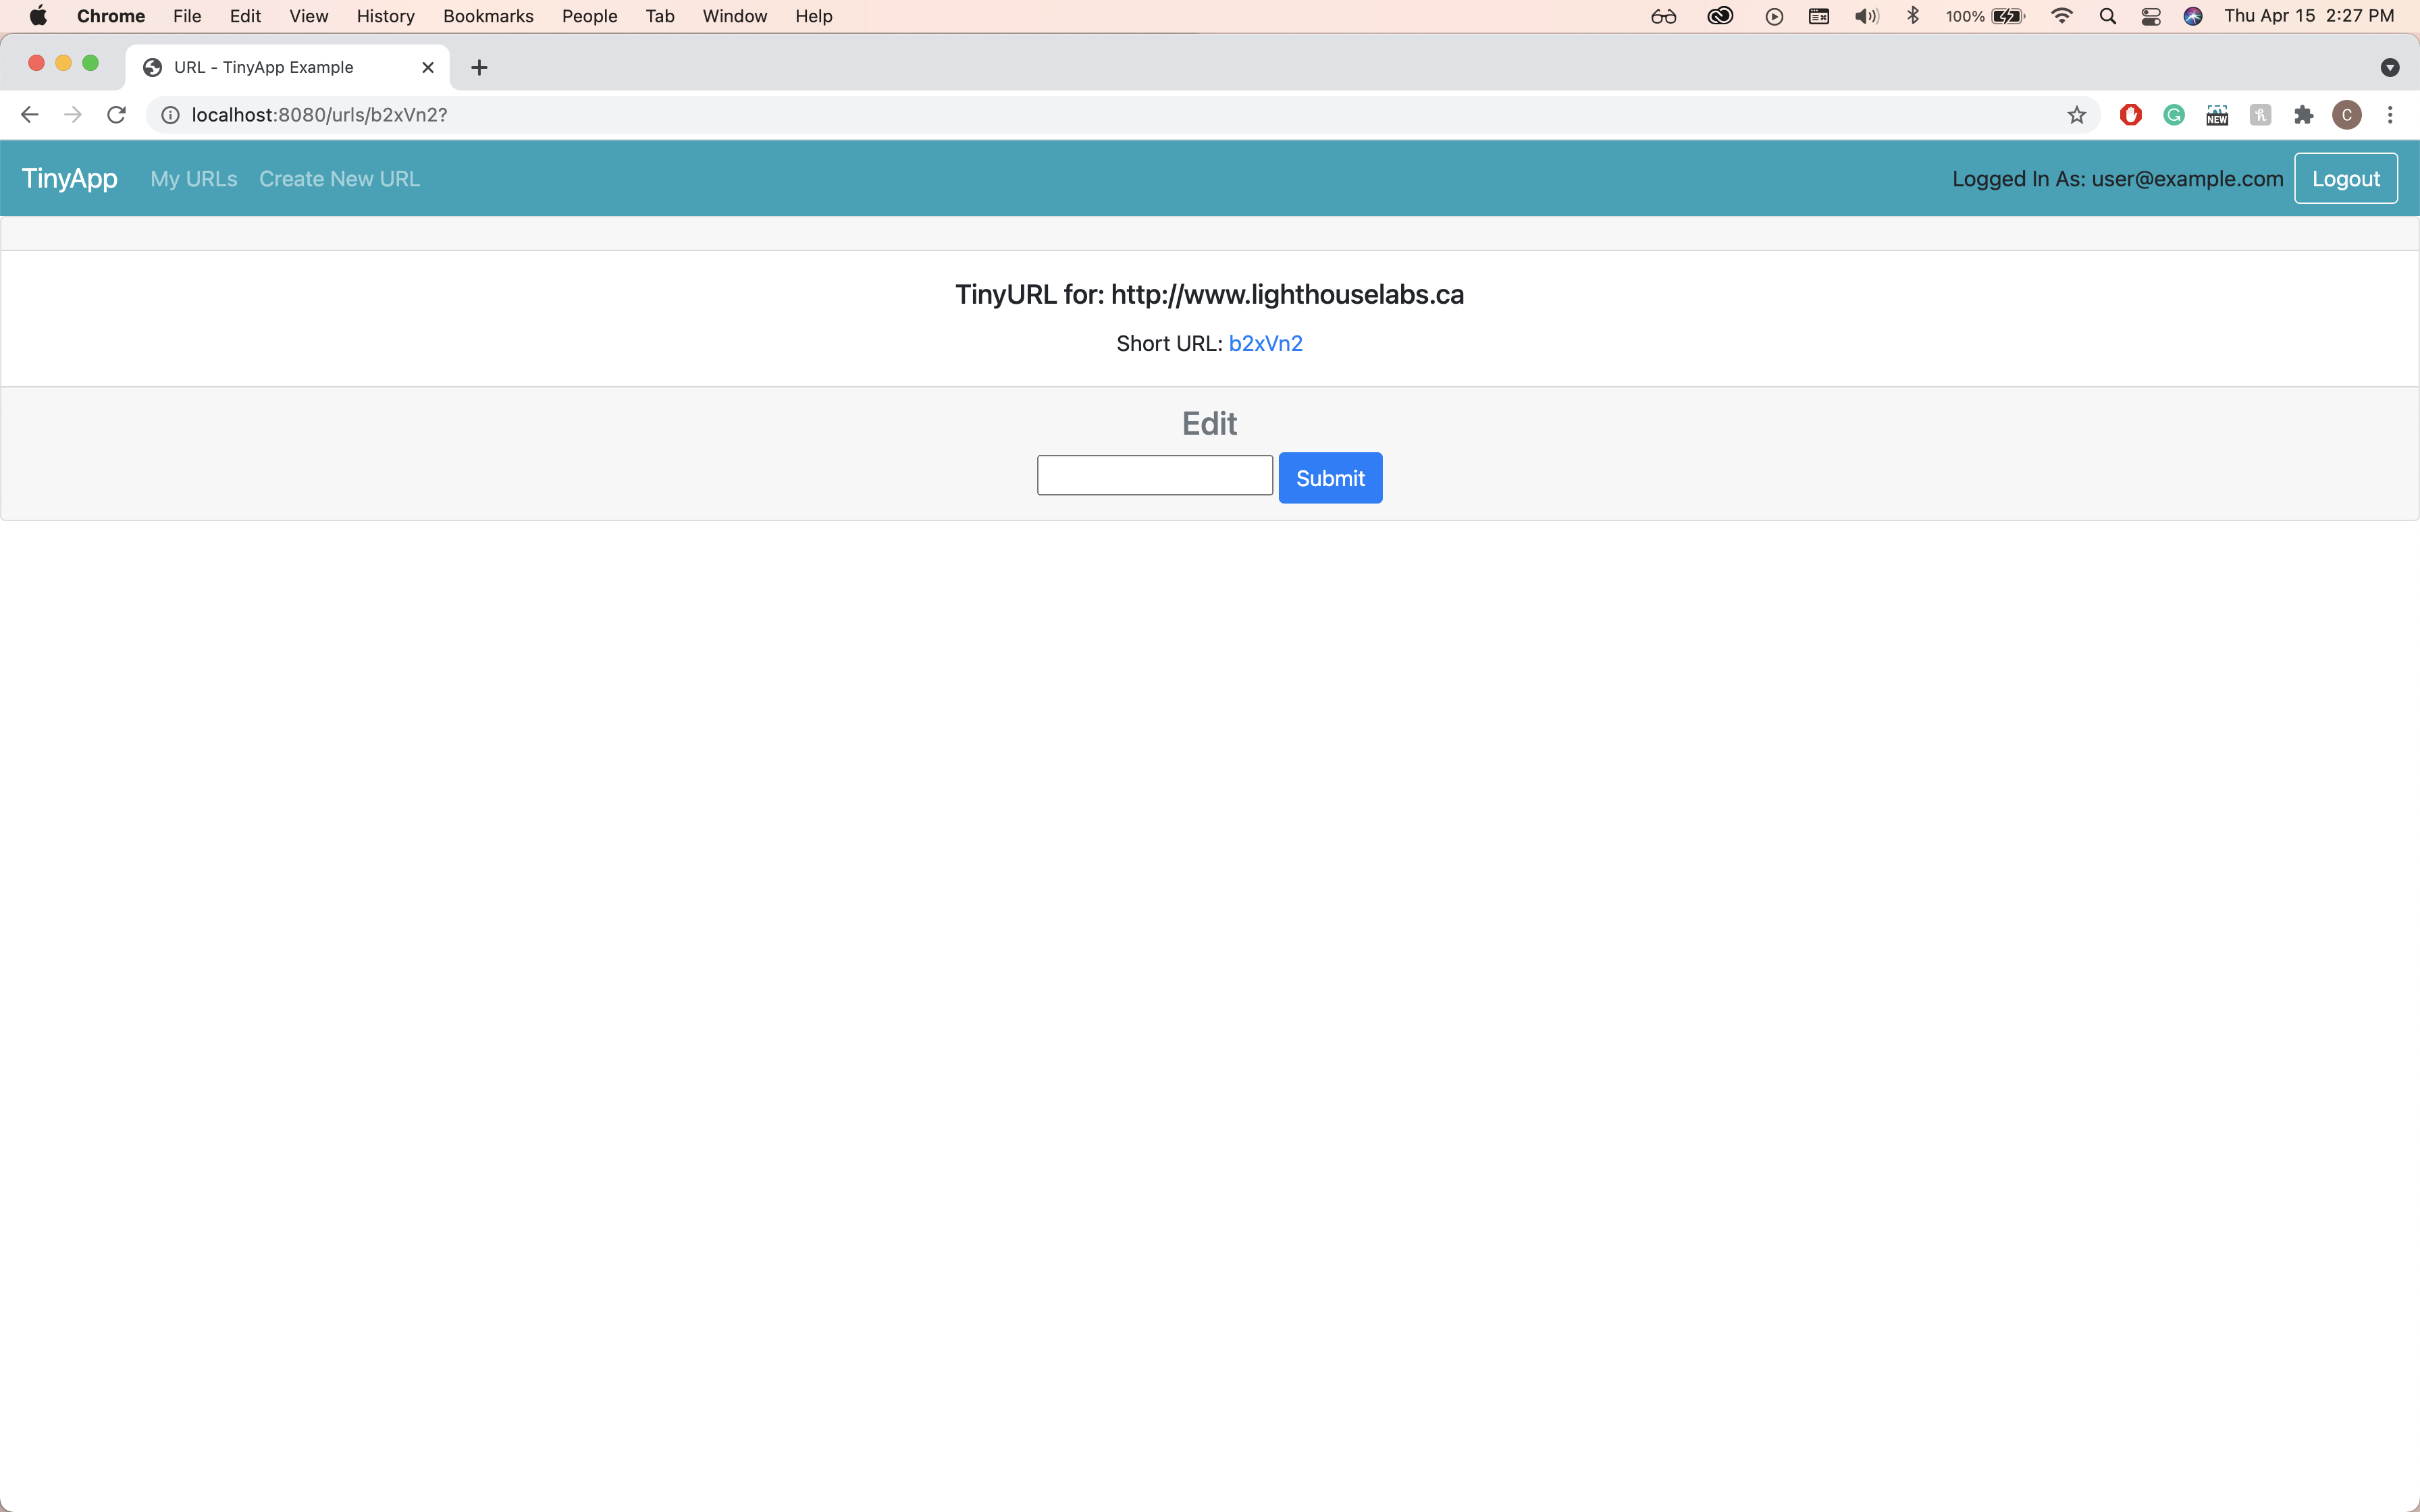 Chrome File Edit View History Bookmarks People Tab Window Help 100% Thu Apr 15 2:27 PM
URL - TinyApp Example
localhost:8080/urls/b2xVn2? NEW C
TinyApp My URLs Create New URL Logged In As: user@example.com Logout
TinyURL for: http://www.lighthouselabs.ca
Short URL: b2xVn2
Edit
Submit